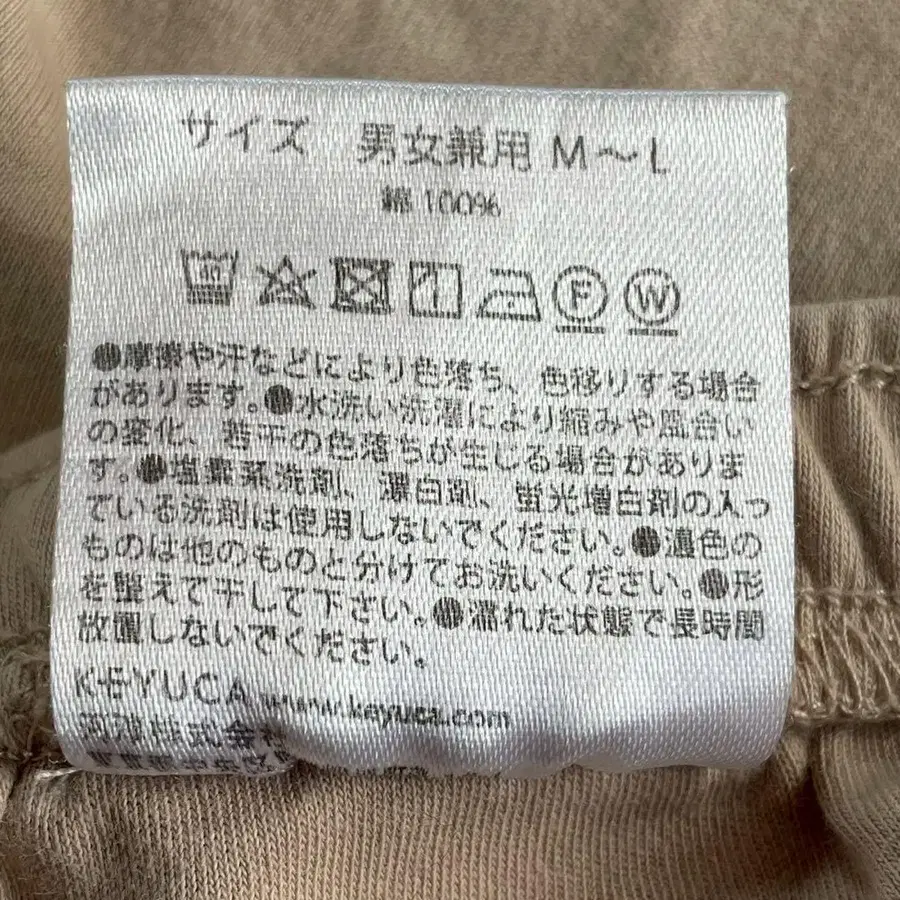 サイズ 男女兼用 M～L
綿 100%
F W
●摩擦や汗などにより色落ち、色移りする場合
があります。●水洗い洗濯により縮みや風合い
の変化、若干の色落ちが生じる場合がありま
す。●塩素系洗剤、漂白剤、蛍光増白剤の入っ
ている洗剤は使用しないでください。●濃色の
ものは他のものと分けてお洗いください。●形
を整えて干して下さい。●濡れた状態で長時間
放置しないでください。
KEYUCA www.keyuca.com
河淳株式会社